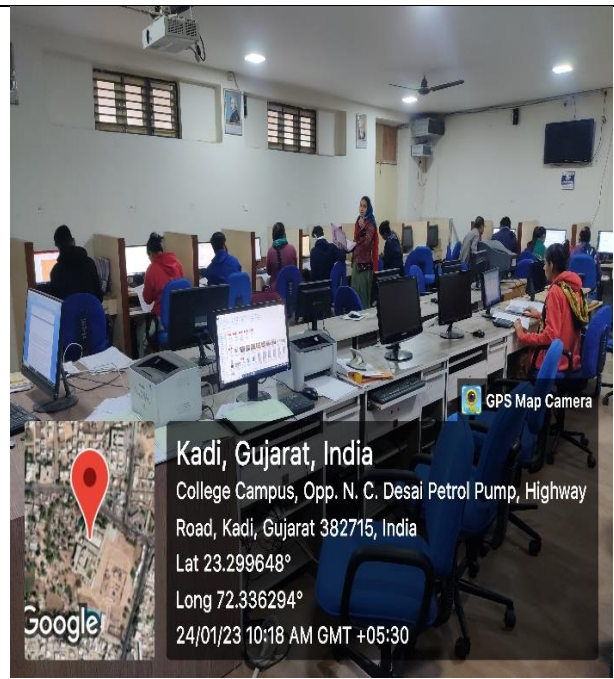 GPS Map Camera
Kadi, Gujarat, India
College Campus, Opp. N. C. Desai Petrol Pump, Highway
Road, Kadi, Gujarat 382715, India
Lat 23.299648°
Long 72.336294°
24/01/23 10:18 AM GMT +05:30
Google